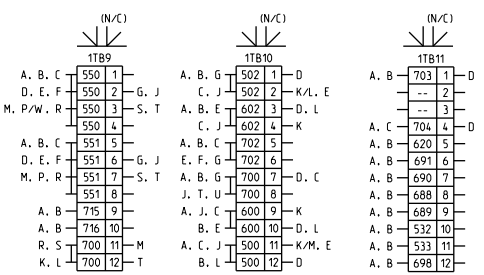 (N/C) (N/C) (N/C)
1TB9 1TB10 1TB11
A. B. C 550 1 A. B. G 502 1 D A. B 703 1 D
D. E. F 550 2 G. J C. J 502 2 K/L. E -- 2
M. P/W. R 550 3 S. T A. B. E 602 3 D. L -- 3
550 4 C. J 602 4 K A. C 704 4 D
A. B. C 551 5 A. B. C 702 5 A. B 620 5
D. E. F 551 6 G. J E. F. G 702 6 A. B 691 6
M. P. R 551 7 S. T A. B. G 700 7 D. C A. B 690 7
551 8 J. T. U 700 8 A. B 688 8
A. B 715 9 A. J. C 600 9 K A. B 689 9
A. B 716 10 B. E 600 10 D. L A. B 532 10
R. S 700 11 M A. C. J 500 11 K/M. E A. B 533 11
K. L 700 12 T B. L 500 12 D A. B 698 12